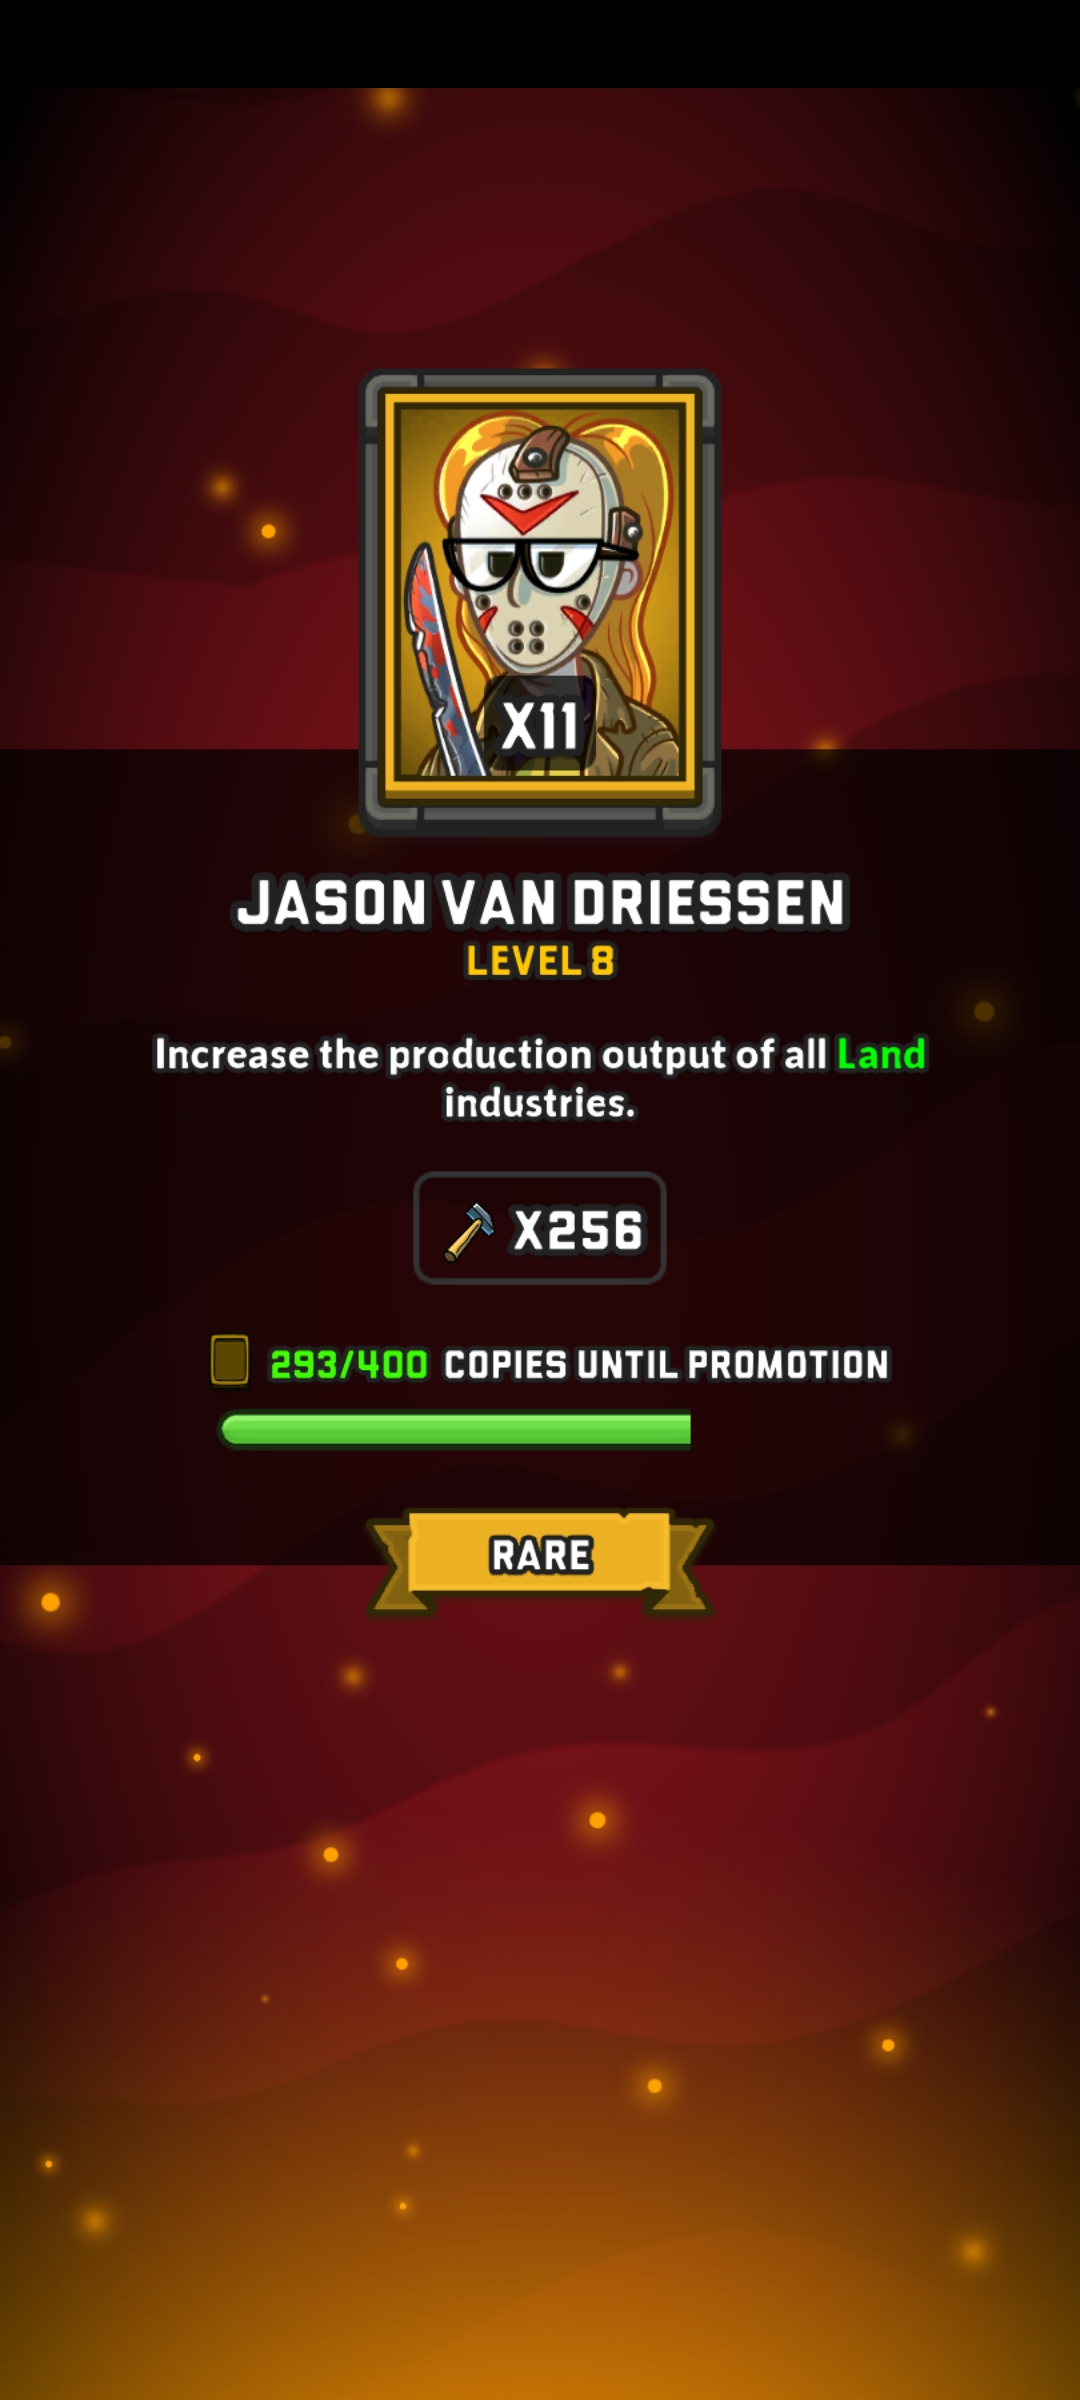 X11
JASON VAN DRIESSEN
LEVEL 8
Increase the production output of all Land
industries.
X256
293/400 COPIES UNTIL PROMOTION
RARE